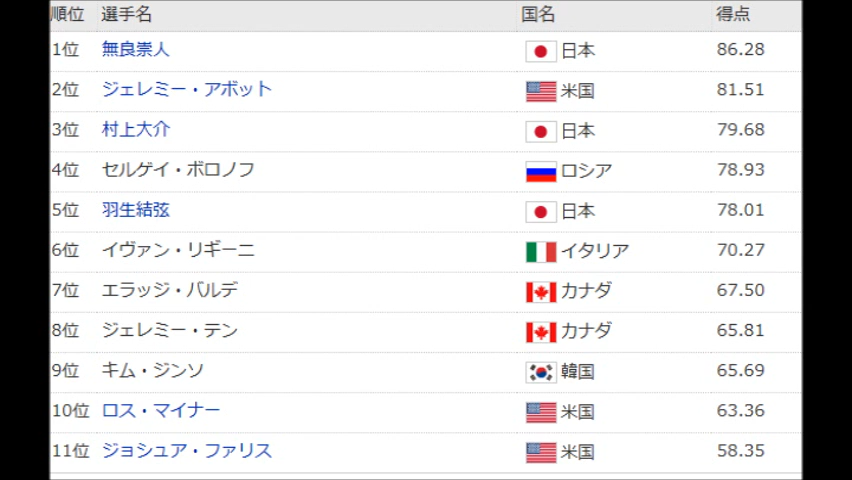 順位 選手名 国名 得点
1位 無良崇人 日本 86.28
2位 ジェレミー・アボット 米国 81.51
3位 村上大介 日本 79.68
4位 セルゲイ・ボロノフ ロシア 78.93
5位 羽生結弦 日本 78.01
6位 イヴァン・リギーニ イタリア 70.27
7位 エラッジ・バルデ カナダ 67.50
8位 ジェレミー・テン カナダ 65.81
9位 キム・ジンソ 韓国 65.69
10位 ロス・マイナー 米国 63.36
11位 ジョシュア・ファリス 米国 58.35